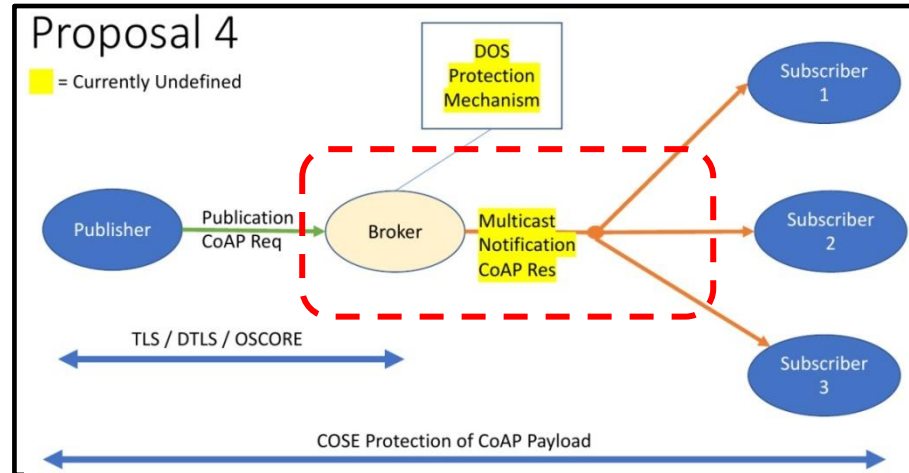 Proposal 4
= Currently Undefined
DOS
Protection
Mechanism
Subscriber
1
Publisher
Publication
CoAP Req
Broker
Multicast
Notification
CoAP Res
Subscriber
2
TLS / DTLS / OSCORE
Subscriber
3
COSE Protection of CoAP Payload